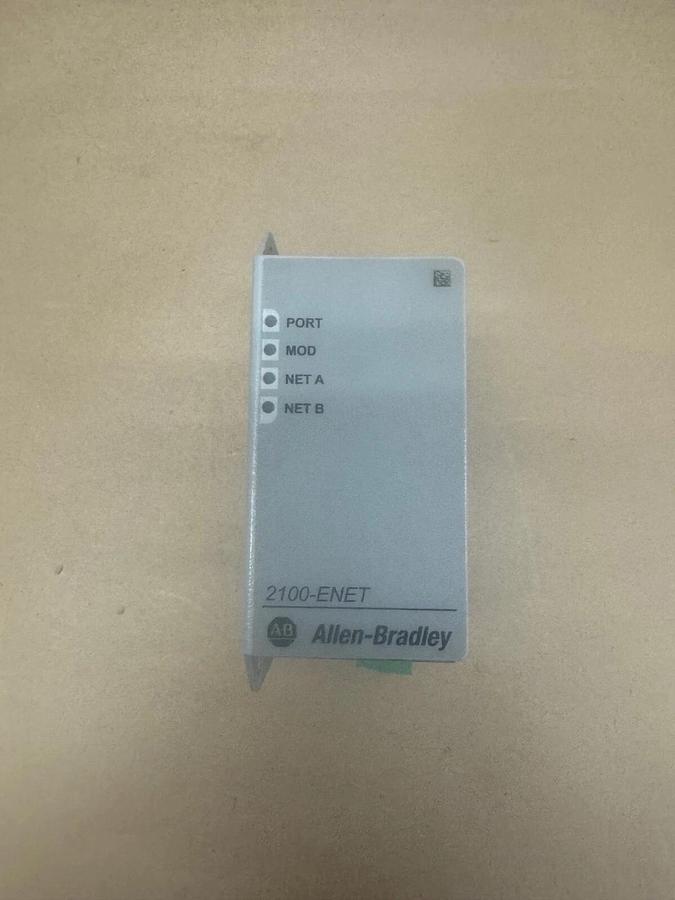 PORT
MOD
NET A
NET B
2100-ENET
AB Allen-Bradley